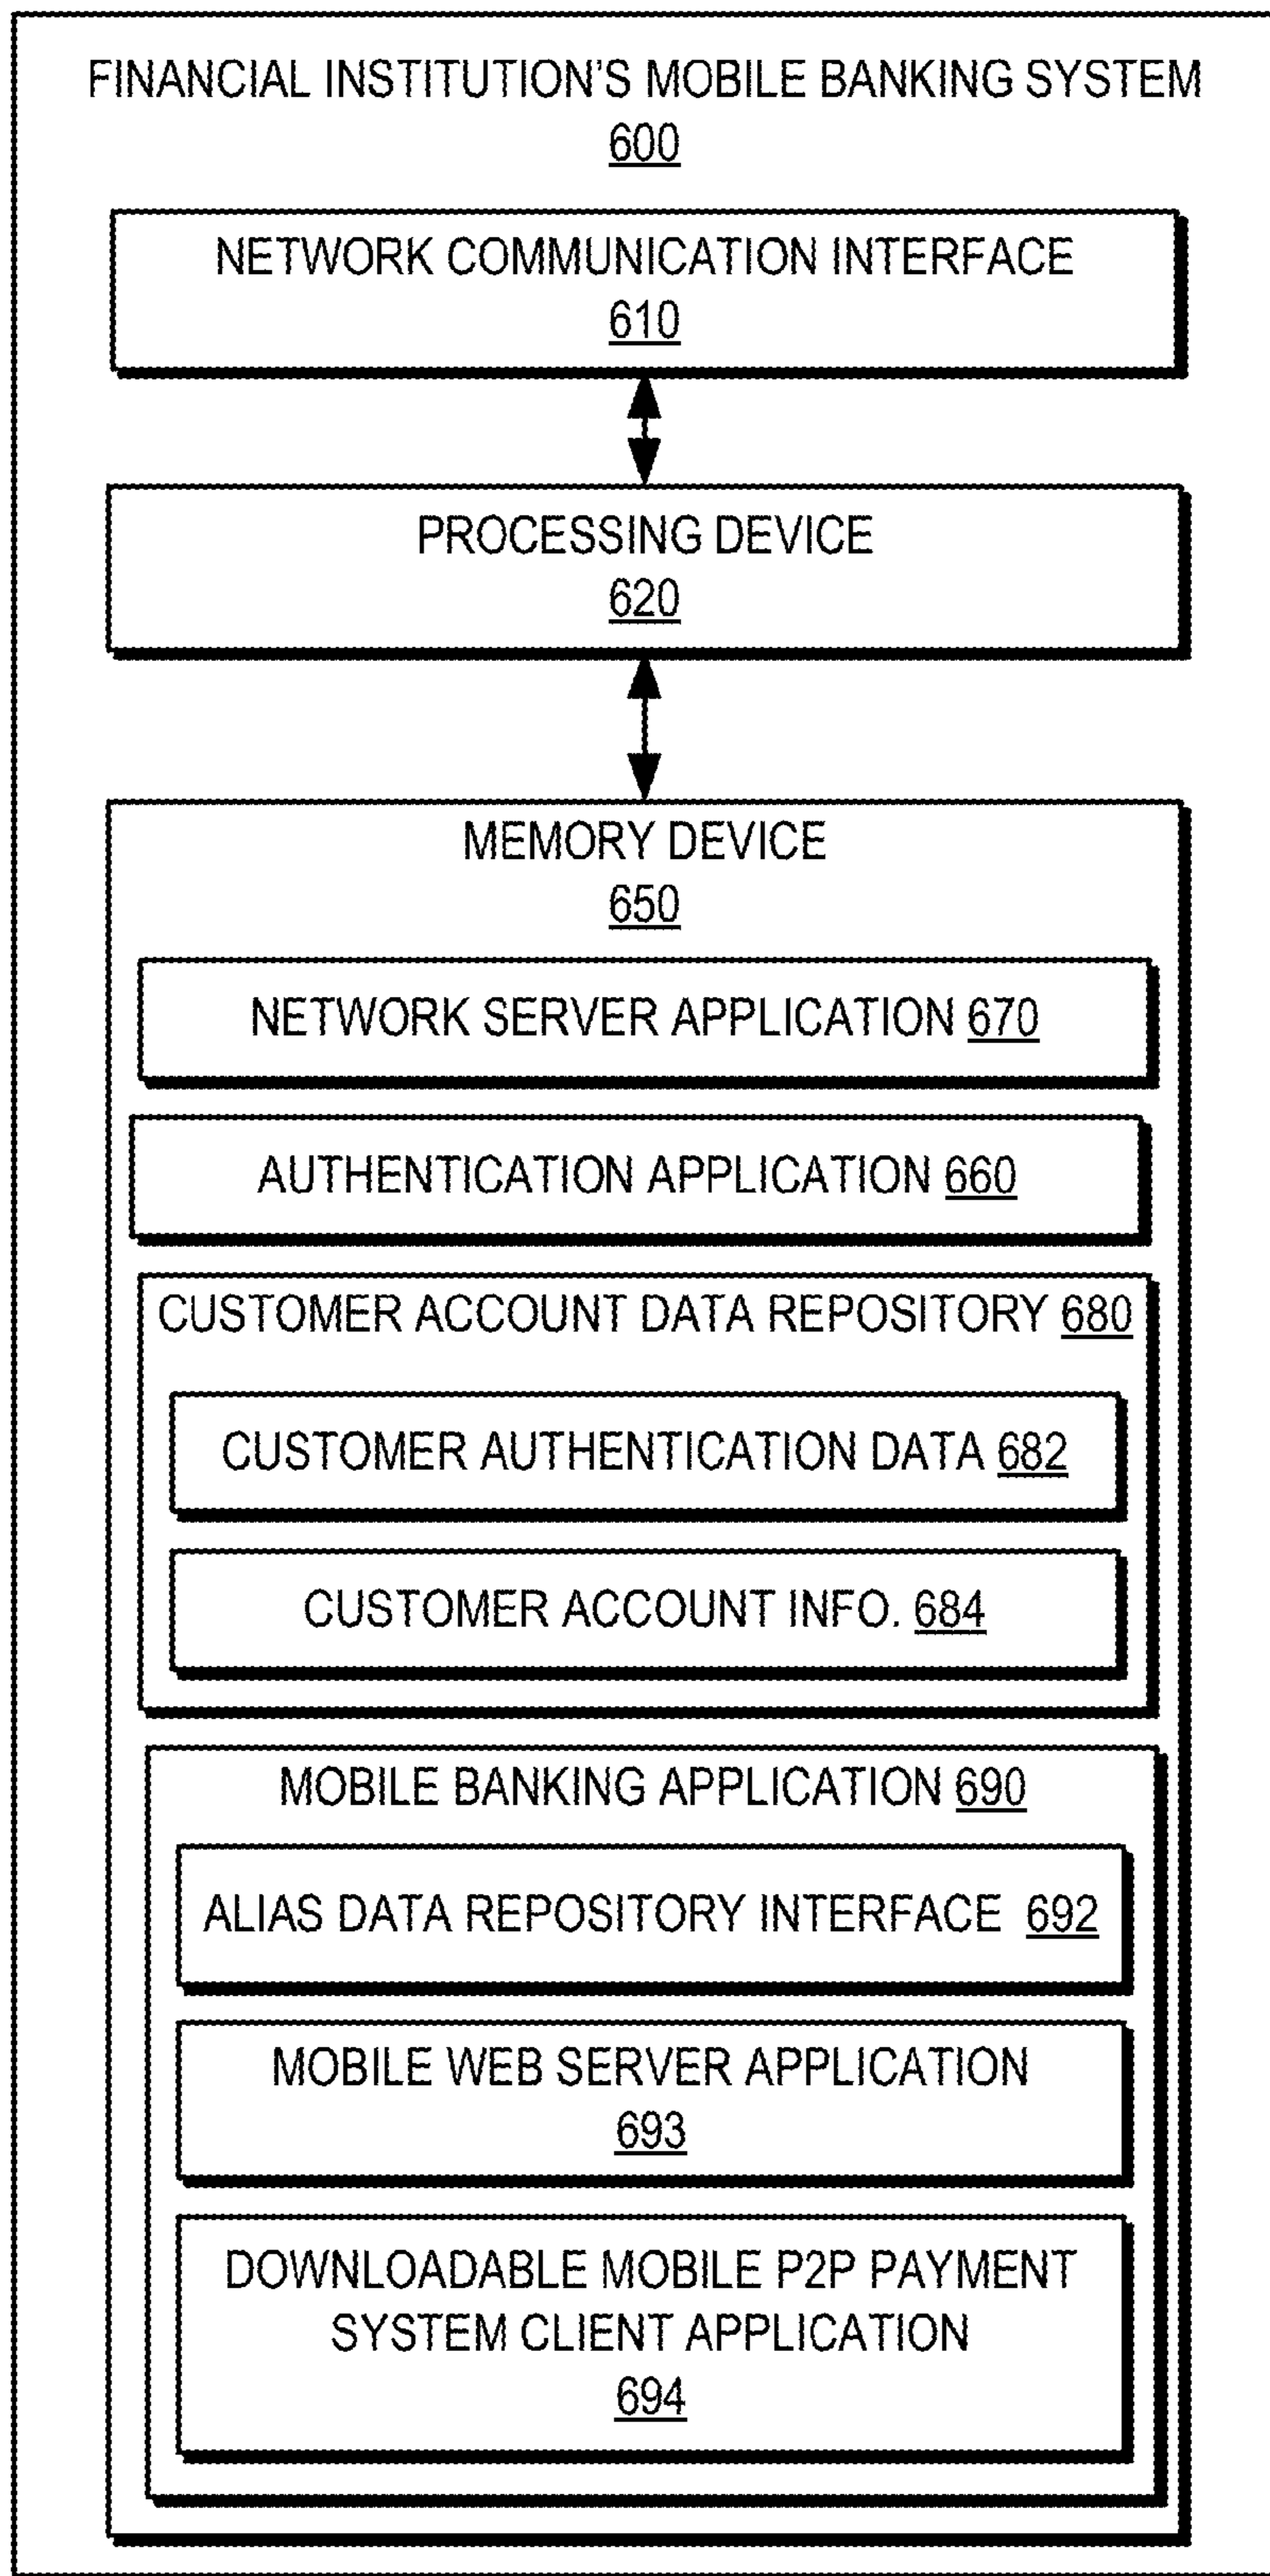 FINANCIAL INSTITUTION'S MOBILE BANKING SYSTEM
600
NETWORK COMMUNICATION INTERFACE
610
PROCESSING DEVICE
620
MEMORY DEVICE
650
NETWORK SERVER APPLICATION 670
AUTHENTICATION APPLICATION 660
CUSTOMER ACCOUNT DATA REPOSITORY 680
CUSTOMER AUTHENTICATION DATA 682
CUSTOMER ACCOUNT INFO. 684
MOBILE BANKING APPLICATION 690
ALIAS DATA REPOSITORY INTERFACE 692
MOBILE WEB SERVER APPLICATION
693
DOWNLOADABLE MOBILE P2P PAYMENT
SYSTEM CLIENT APPLICATION
694